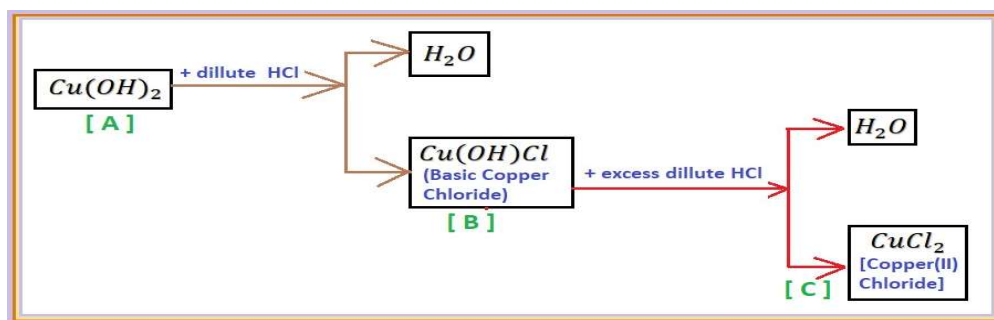 H₂O
+ dillute HCl
Cu(OH)₂
[ A ]
Cu(OH)Cl
(Basic Copper
Chloride)
[ B ]
+ excess dillute HCl
H₂O
CuCl₂
[Copper(II)
Chloride]
[ C ]